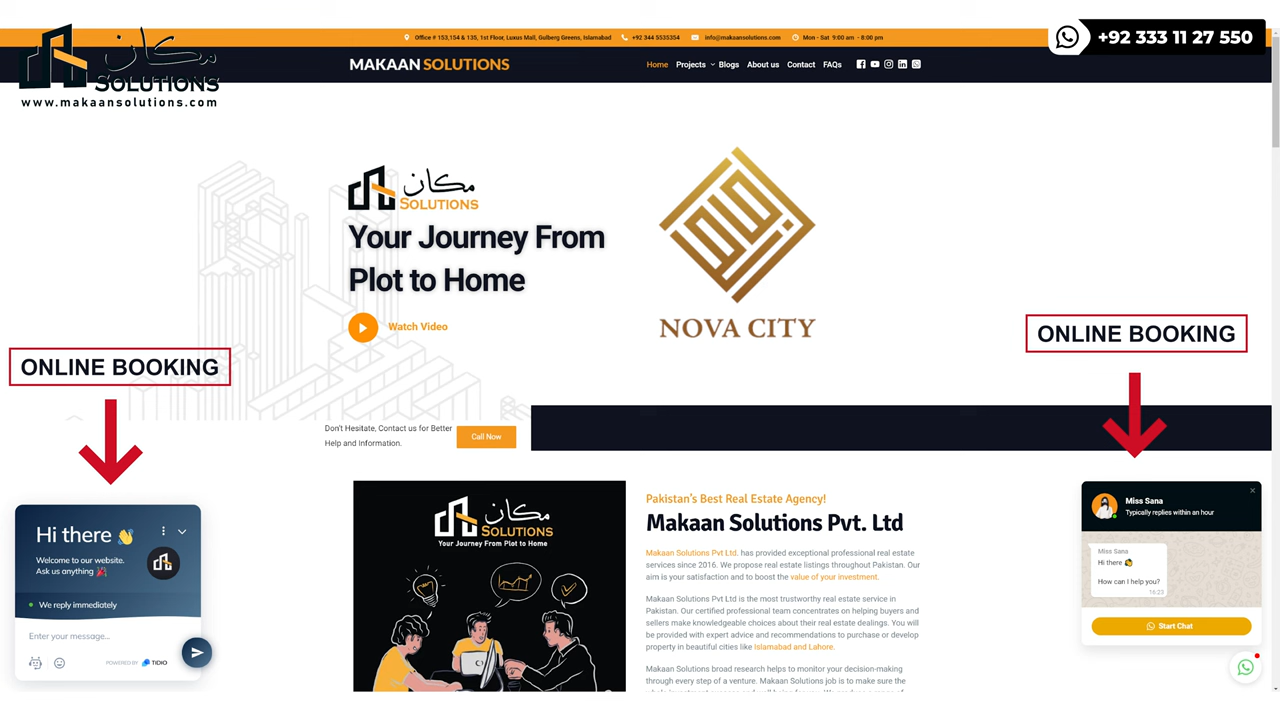 مكان
SOLUTIONS
www.makaansolutions.com
Office # 153,154 & 135, 1st Floor, Luxus Mall, Gulberg Greens, Islamabad
+92 344 5535354
info@makaansolutions.com
Mon - Sat 9:00 am - 8:00 pm
+92 333 11 27 550
MAKAAN SOLUTIONS
Home Projects Blogs About us Contact FAQs
مكان
SOLUTIONS
Your Journey From
Plot to Home
Watch Video
NOVA CITY
ONLINE BOOKING
ONLINE BOOKING
Don't Hesitate, Contact us for Better
Help and Information.
Call Now
Hi there 👋
Welcome to our website.
Ask us anything 🎉
We reply immediately
Enter your message...
POWERED BY TIDIO
مكان
SOLUTIONS
Your Journey From Plot to Home
Pakistan's Best Real Estate Agency!
Makaan Solutions Pvt. Ltd
Makaan Solutions Pvt Ltd. has provided exceptional professional real estate
services since 2016. We propose real estate listings throughout Pakistan. Our
aim is your satisfaction and to boost the value of your investment.
Makaan Solutions Pvt Ltd is the most trustworthy real estate service in
Pakistan. Our certified professional team concentrates on helping buyers and
sellers make knowledgeable choices about their real estate dealings. You will
be provided with expert advice and recommendations to purchase or develop
property in beautiful cities like Islamabad and Lahore.
Makaan Solutions broad research helps to monitor your decision-making
through every step of a venture. Makaan Solutions job is to make sure the
Miss Sana
Typically replies within an hour
Miss Sana
Hi there 👋
How can I help you?
16:23
Start Chat